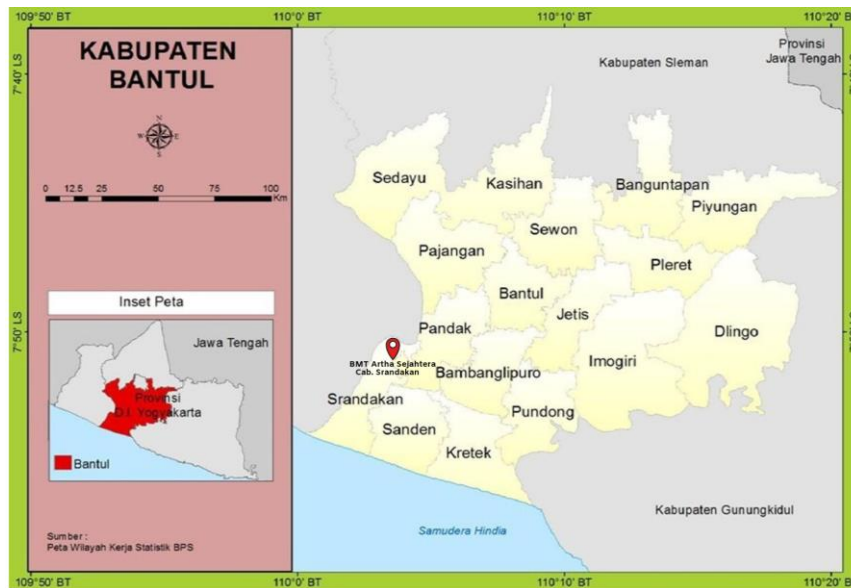 109°50' BT
110°0' BT
110°10' BT
110°20' BT
7°40' LS
7°50' LS
KABUPATEN
BANTUL
N
W
E
S
0 12.5 25 50 75 100
Km
Inset Peta
Jawa Tengah
Provinsi
D.I. Yogyakarta
Bantul
Sumber :
Peta Wilayah Kerja Statistik BPS
Provinsi
Jawa Tengah
Kabupaten Sleman
Sedayu
Kasihan
Banguntapan
Piyungan
Sewon
Pajangan
Pleret
Bantul
Jetis
Dlingo
Pandak
Imogiri
BMT Artha Sejahtera
Cab. Srandakan
Bambanglipuro
Srandakan
Pundong
Sanden
Kretek
Kabupaten Gunungkidul
Samudera Hindia
109°50' BT
110°0' BT
110°10' BT
110°20' BT